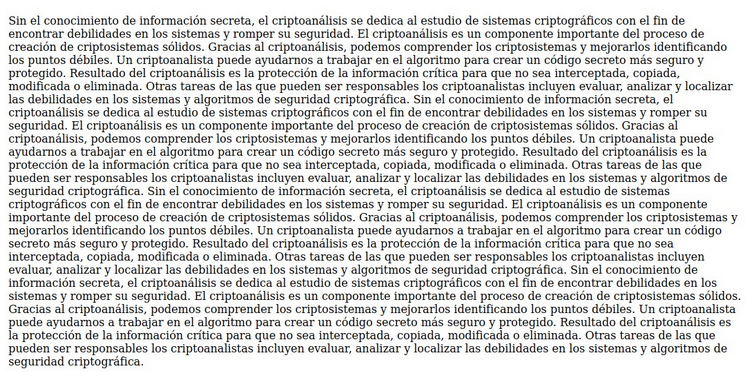 Sin el conocimiento de información secreta, el criptoanálisis se dedica al estudio de sistemas criptográficos con el fin de
encontrar debilidades en los sistemas y romper su seguridad. El criptoanálisis es un componente importante del proceso de
creación de criptosistemas sólidos. Gracias al criptoanálisis, podemos comprender los criptosistemas y mejorarlos identificando
los puntos débiles. Un criptoanalista puede ayudarnos a trabajar en el algoritmo para crear un código secreto más seguro y
protegido. Resultado del criptoanálisis es la protección de la información crítica para que no sea interceptada, copiada,
modificada o eliminada. Otras tareas de las que pueden ser responsables los criptoanalistas incluyen evaluar, analizar y localizar
las debilidades en los sistemas y algoritmos de seguridad criptográfica. Sin el conocimiento de información secreta, el
criptoanálisis se dedica al estudio de sistemas criptográficos con el fin de encontrar debilidades en los sistemas y romper su
seguridad. El criptoanálisis es un componente importante del proceso de creación de criptosistemas sólidos. Gracias al
criptoanálisis, podemos comprender los criptosistemas y mejorarlos identificando los puntos débiles. Un criptoanalista puede
ayudarnos a trabajar en el algoritmo para crear un código secreto más seguro y protegido. Resultado del criptoanálisis es la
protección de la información crítica para que no sea interceptada, copiada, modificada o eliminada. Otras tareas de las que
pueden ser responsables los criptoanalistas incluyen evaluar, analizar y localizar las debilidades en los sistemas y algoritmos de
seguridad criptográfica. Sin el conocimiento de información secreta, el criptoanálisis se dedica al estudio de sistemas
criptográficos con el fin de encontrar debilidades en los sistemas y romper su seguridad. El criptoanálisis es un componente
importante del proceso de creación de criptosistemas sólidos. Gracias al criptoanálisis, podemos comprender los criptosistemas y
mejorarlos identificando los puntos débiles. Un criptoanalista puede ayudarnos a trabajar en el algoritmo para crear un código
secreto más seguro y protegido. Resultado del criptoanálisis es la protección de la información crítica para que no sea
interceptada, copiada, modificada o eliminada. Otras tareas de las que pueden ser responsables los criptoanalistas incluyen
evaluar, analizar y localizar las debilidades en los sistemas y algoritmos de seguridad criptográfica. Sin el conocimiento de
información secreta, el criptoanálisis se dedica al estudio de sistemas criptográficos con el fin de encontrar debilidades en los
sistemas y romper su seguridad. El criptoanálisis es un componente importante del proceso de creación de criptosistemas sólidos.
Gracias al criptoanálisis, podemos comprender los criptosistemas y mejorarlos identificando los puntos débiles. Un criptoanalista
puede ayudarnos a trabajar en el algoritmo para crear un código secreto más seguro y protegido. Resultado del criptoanálisis es
la protección de la información crítica para que no sea interceptada, copiada, modificada o eliminada. Otras tareas de las que
pueden ser responsables los criptoanalistas incluyen evaluar, analizar y localizar las debilidades en los sistemas y algoritmos de
seguridad criptográfica.